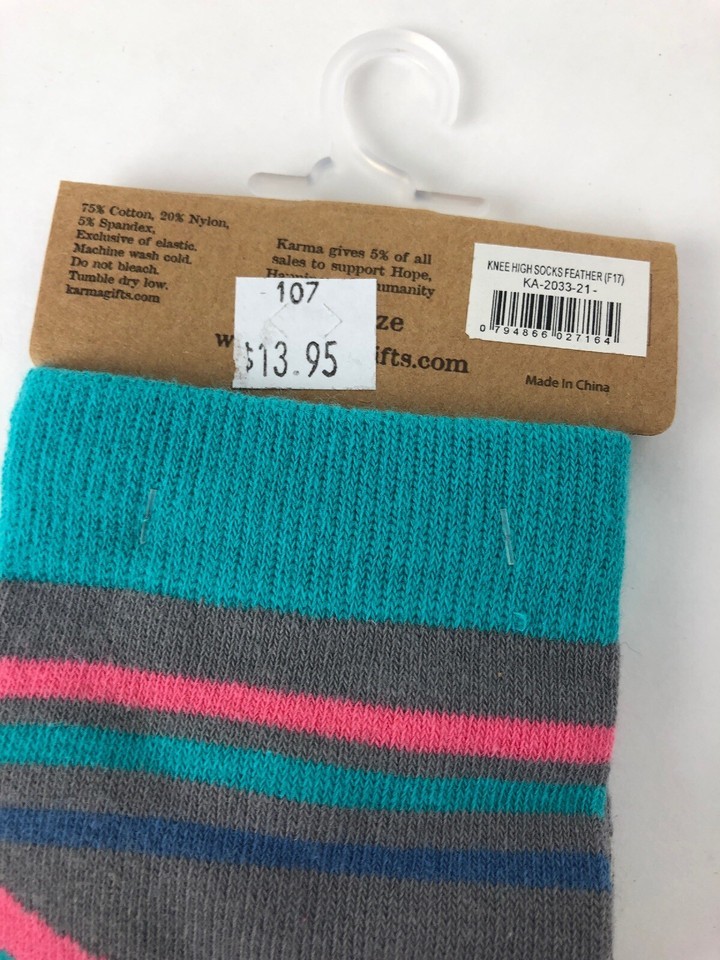 75% Cotton, 20% Nylon,
5% Spandex,
Exclusive of elastic.
Machine wash cold.
Do not bleach.
Tumble dry low.
karmagifts.com
Karma gives 5% of all
sales to support Hope,
umanity
ze
w
ifts.com
107
$13.95
KNEE HIGH SOCKS FEATHER (F17)
KA-2033-21-
0 794866 027164
Made In China